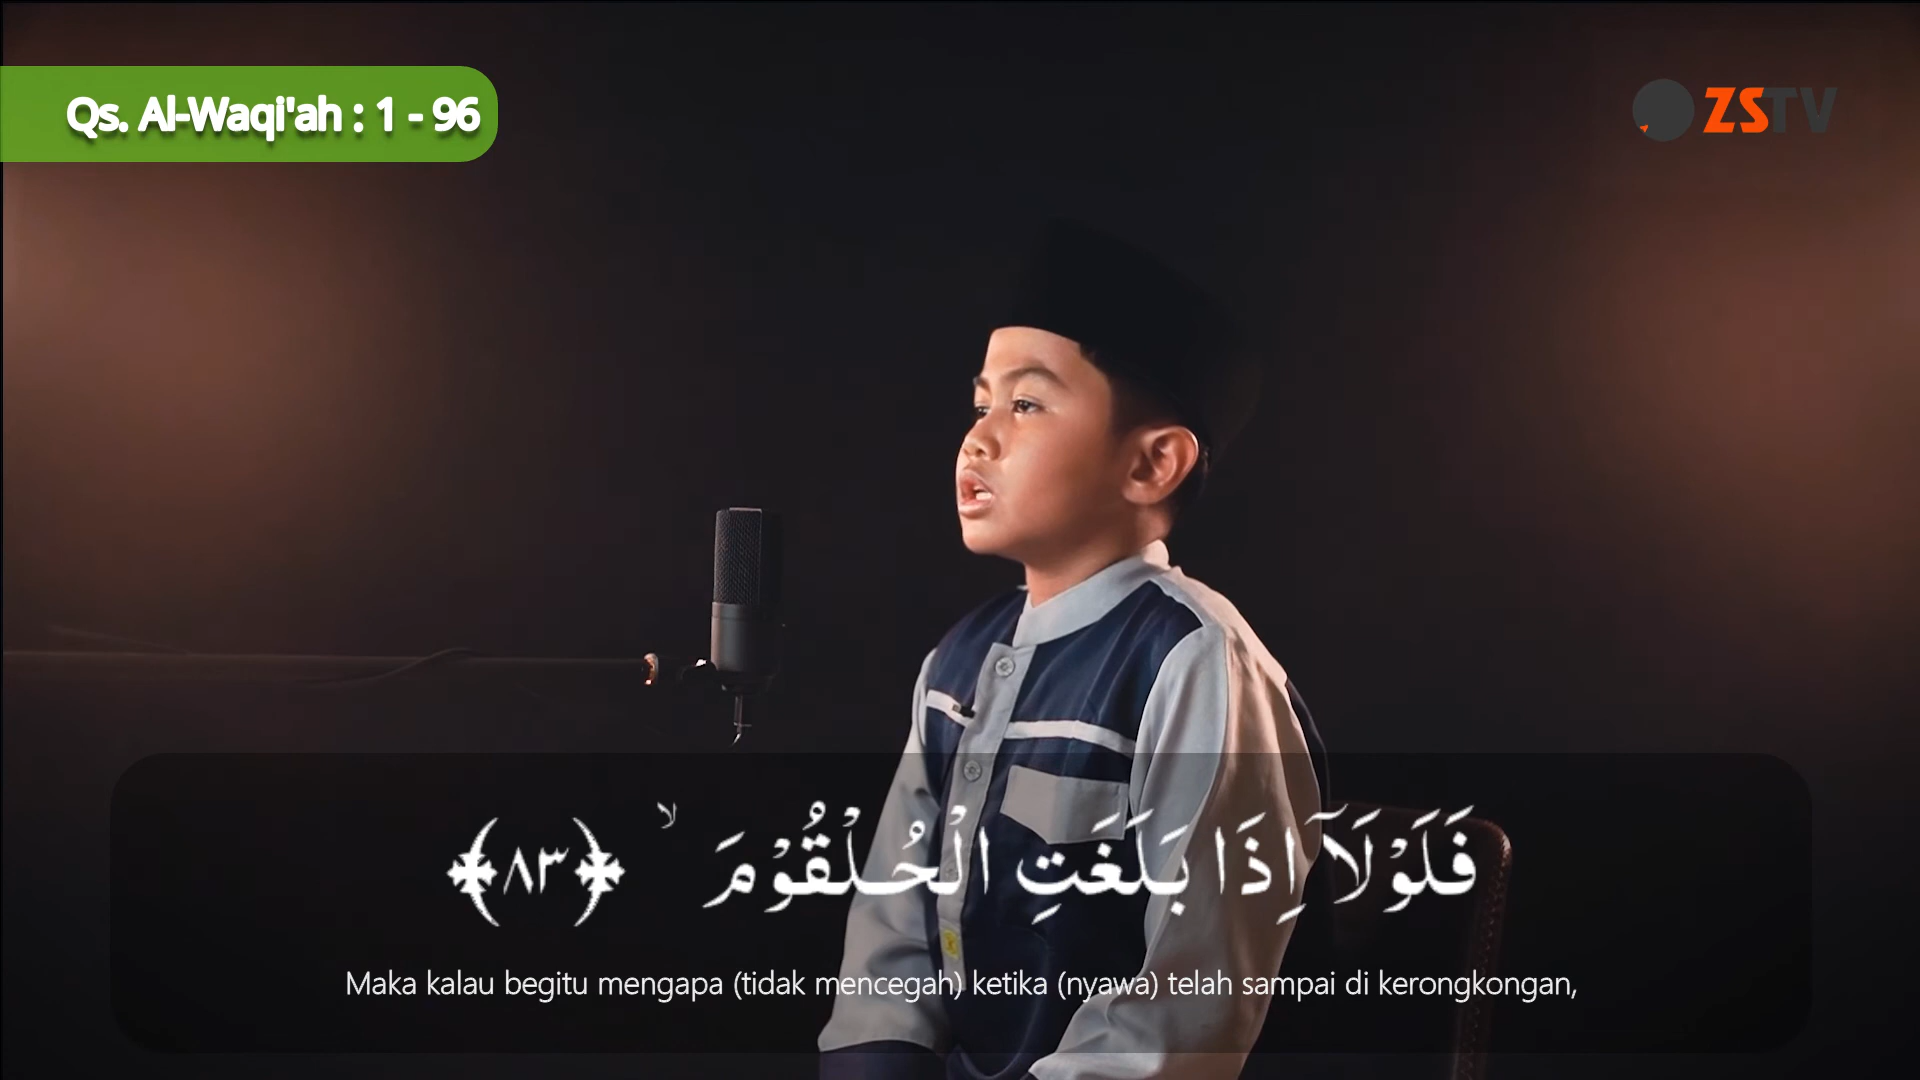 Qs. Al-Waqi'ah : 1 - 96
ZSTV
فَلَوْلَآ اِذَا بَلَغَتِ الْحُلْقُوْمَ ۙ ﴿٨٣﴾
Maka kalau begitu mengapa (tidak mencegah) ketika (nyawa) telah sampai di kerongkongan,